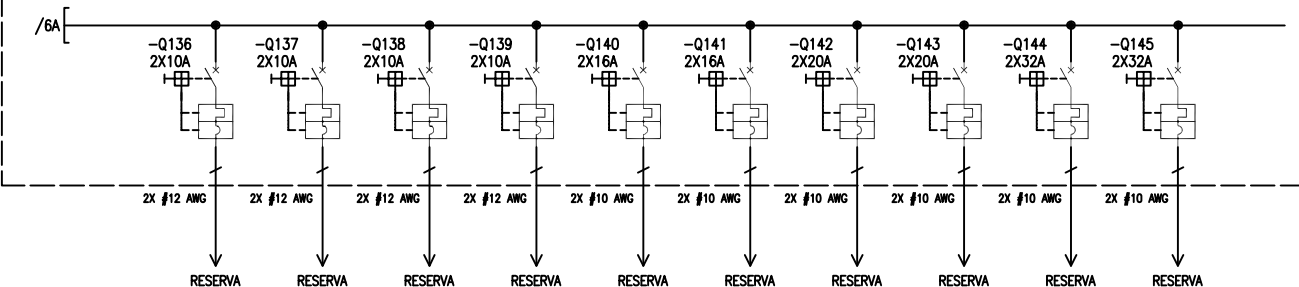 /6A
-Q136 -Q137 -Q138 -Q139 -Q140 -Q141 -Q142 -Q143 -Q144 -Q145
2X10A 2X10A 2X10A 2X10A 2X16A 2X16A 2X20A 2X20A 2X32A 2X32A
2X #12 AWG 2X #12 AWG 2X #12 AWG 2X #12 AWG 2X #10 AWG 2X #10 AWG 2X #10 AWG 2X #10 AWG 2X #10 AWG 2X #10 AWG
RESERVA RESERVA RESERVA RESERVA RESERVA RESERVA RESERVA RESERVA RESERVA RESERVA